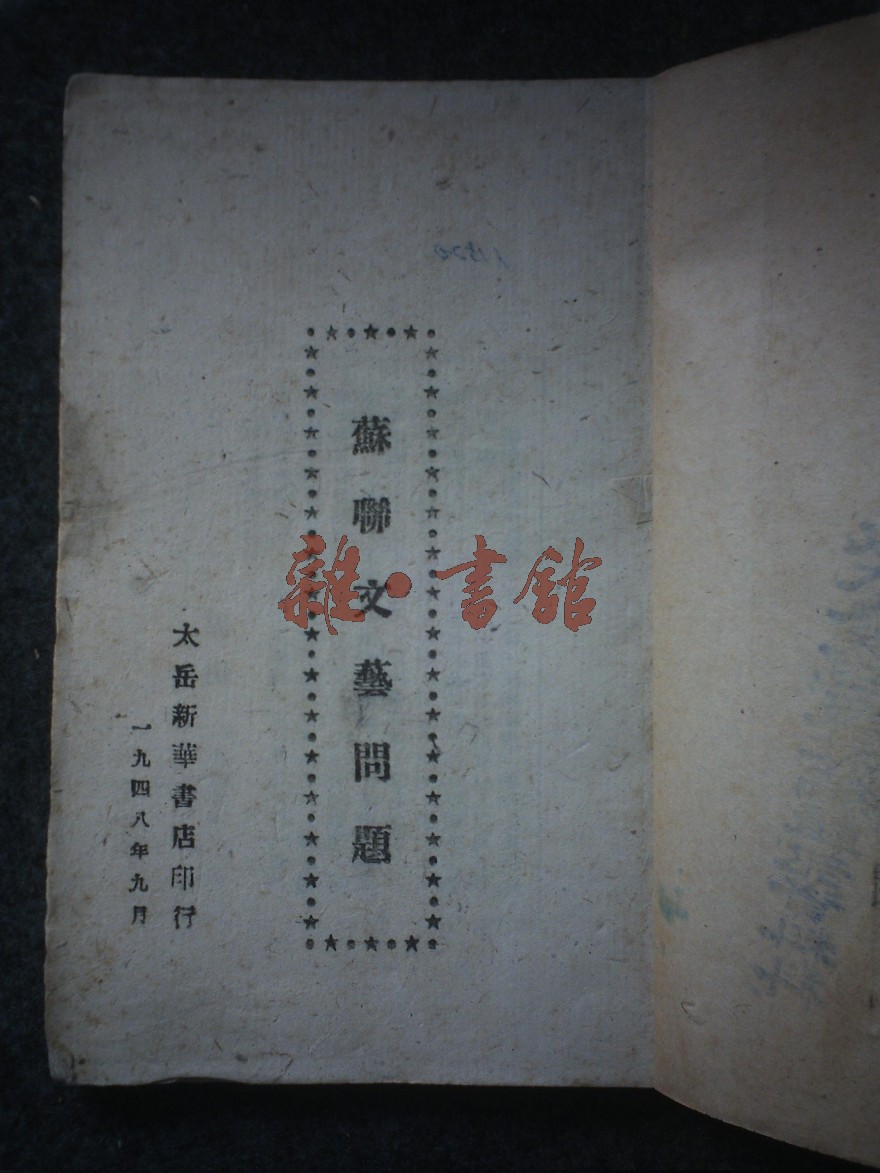 蘇聯文藝問題
太岳新華書店印行
一九四八年九月
雜·書館